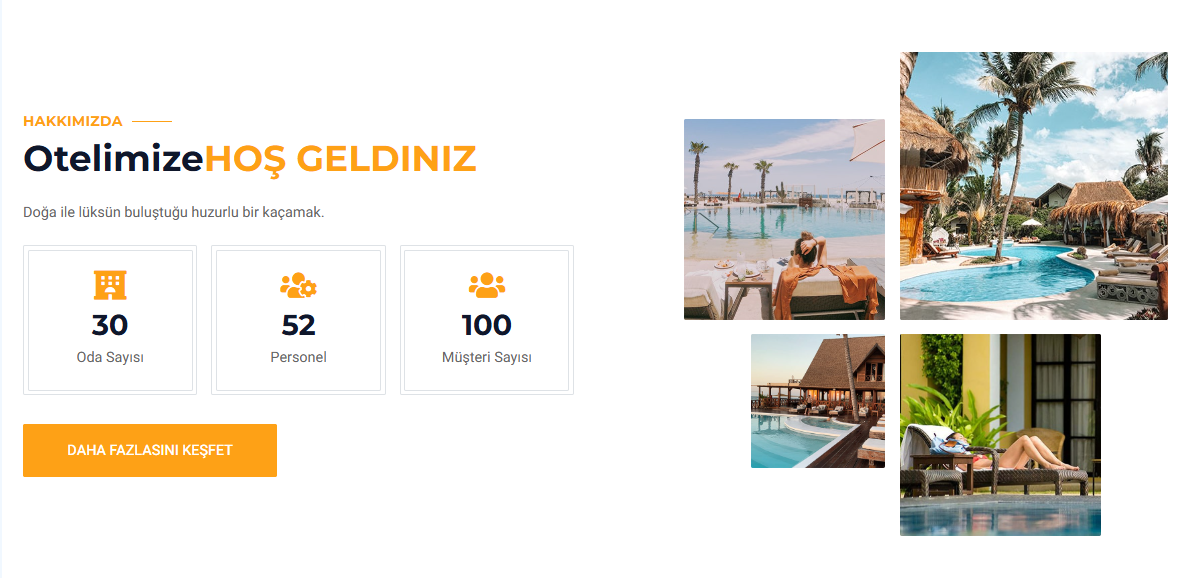 HAKKIMIZDA
OtelimizeHOŞ GELDINIZ
Doğa ile lüksün buluştuğu huzurlu bir kaçamak.
30
Oda Sayısı
52
Personel
100
Müşteri Sayısı
DAHA FAZLASINI KEŞFET